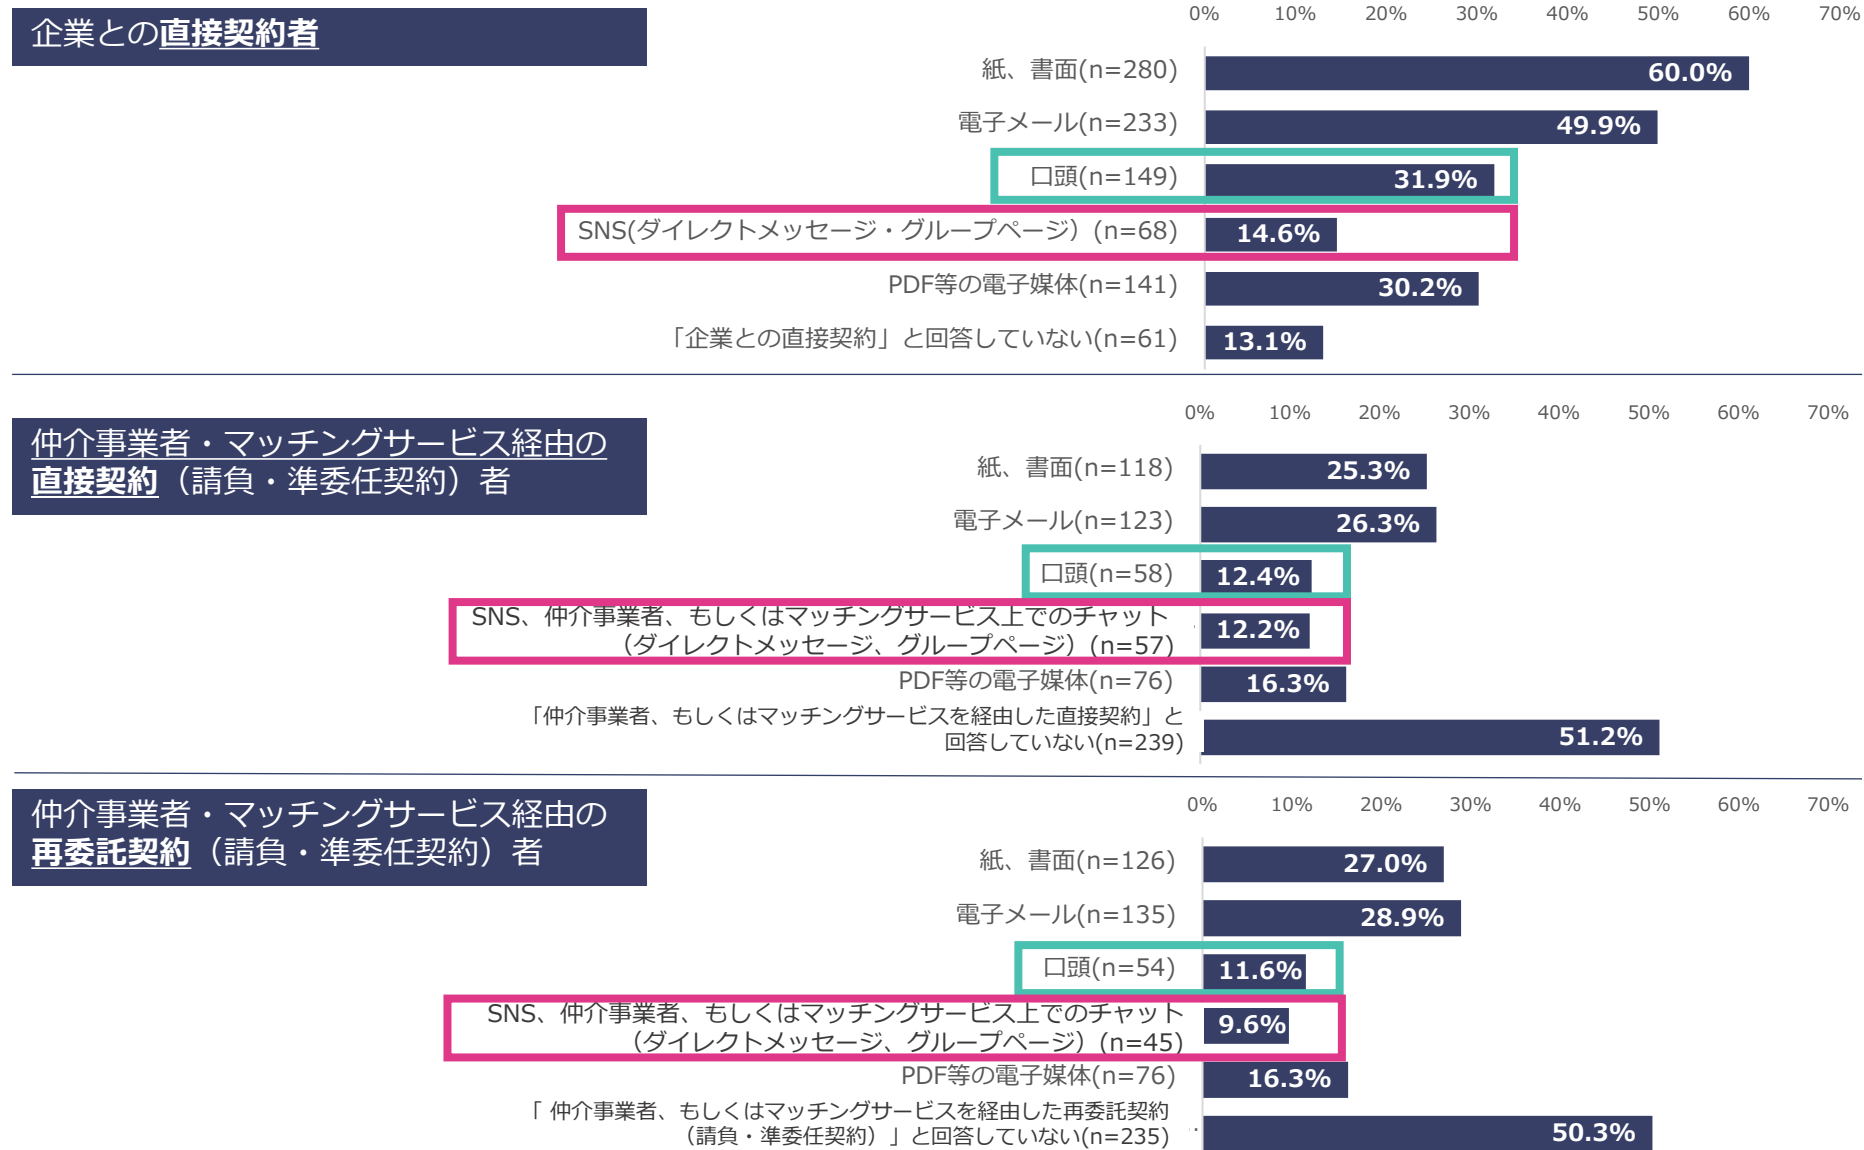 企業との直接契約者
0% 10% 20% 30% 40% 50% 60% 70%
紙、書面(n=280) 60.0%
電子メール(n=233) 49.9%
口頭(n=149) 31.9%
SNS(ダイレクトメッセージ・グループページ）(n=68) 14.6%
PDF等の電子媒体(n=141) 30.2%
「企業との直接契約」と回答していない(n=61) 13.1%
仲介事業者・マッチングサービス経由の
直接契約（請負・準委任契約）者
0% 10% 20% 30% 40% 50% 60% 70%
紙、書面(n=118) 25.3%
電子メール(n=123) 26.3%
口頭(n=58) 12.4%
SNS、仲介事業者、もしくはマッチングサービス上でのチャット
（ダイレクトメッセージ、グループページ）(n=57) 12.2%
PDF等の電子媒体(n=76) 16.3%
「仲介事業者、もしくはマッチングサービスを経由した直接契約」と
回答していない(n=239) 51.2%
仲介事業者・マッチングサービス経由の
再委託契約（請負・準委任契約）者
0% 10% 20% 30% 40% 50% 60% 70%
紙、書面(n=126) 27.0%
電子メール(n=135) 28.9%
口頭(n=54) 11.6%
SNS、仲介事業者、もしくはマッチングサービス上でのチャット
（ダイレクトメッセージ、グループページ）(n=45) 9.6%
PDF等の電子媒体(n=76) 16.3%
「 仲介事業者、もしくはマッチングサービスを経由した再委託契約
（請負・準委任契約）」と回答していない(n=235) 50.3%